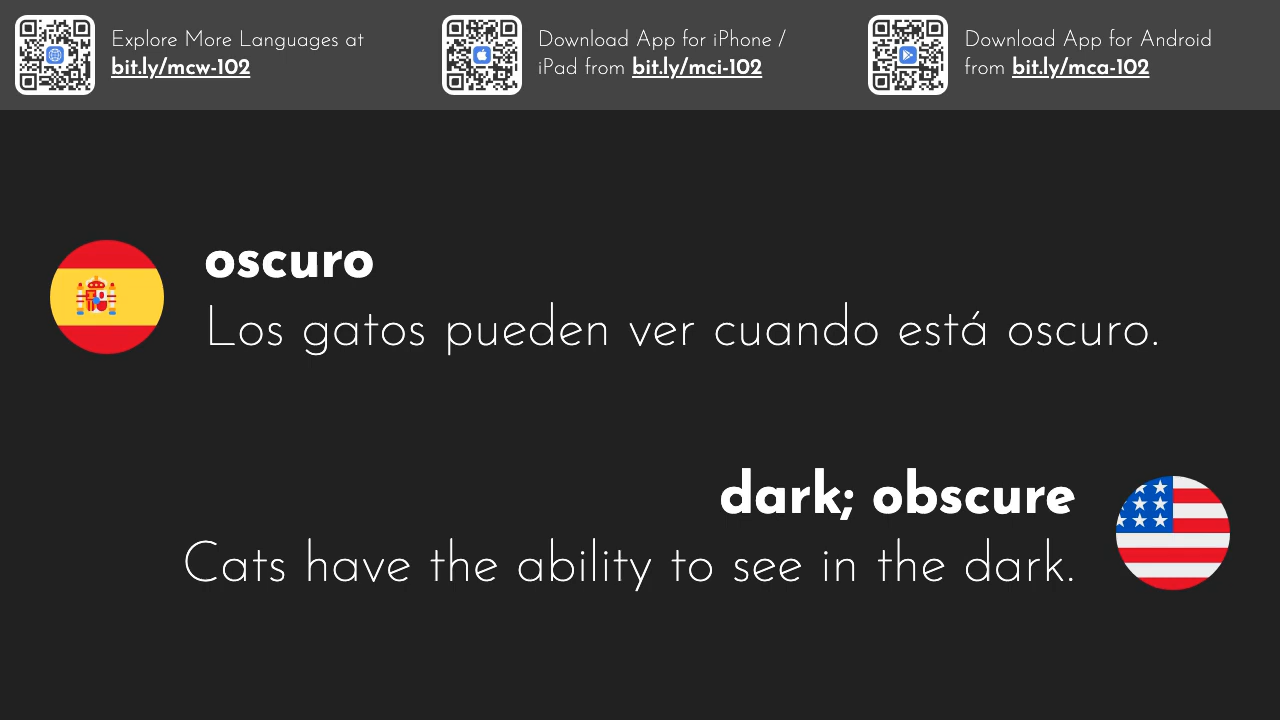 Explore More Languages at
bit.ly/mcw-102
Download App for iPhone /
iPad from bit.ly/mci-102
Download App for Android
from bit.ly/mca-102
oscuro
Los gatos pueden ver cuando está oscuro.
dark; obscure
Cats have the ability to see in the dark.